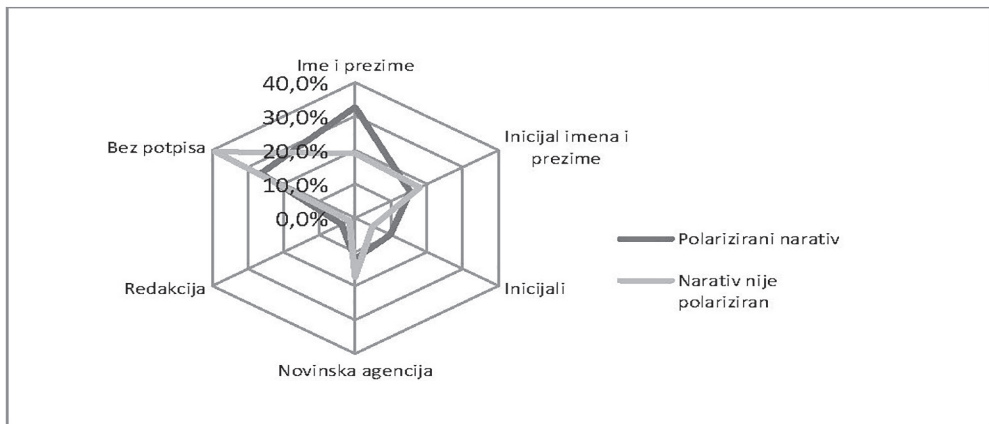 Ime i prezime
40,0%
30,0%
20,0%
10,0%
0,0%
Inicijal imena i
prezime
Inicijali
Novinska agencija
Redakcija
Bez potpisa
Polarizirani narativ
Narativ nije
polariziran